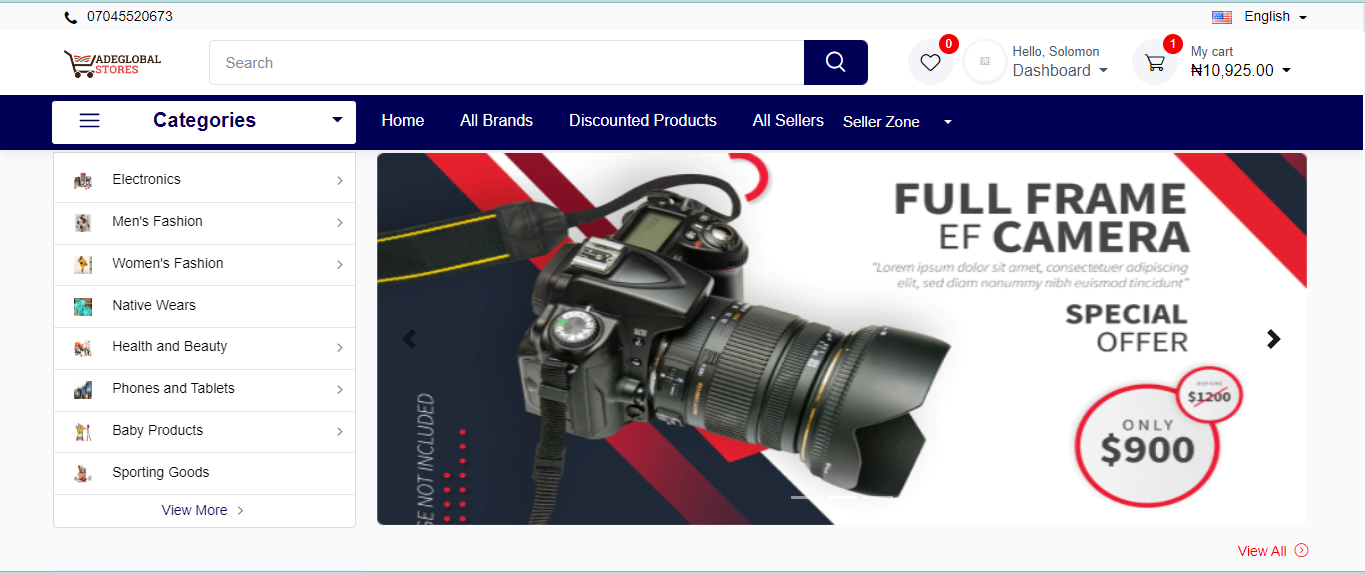 07045520673
English
ADEGLOBAL
STORES
Search
0
Hello, Solomon
Dashboard
1
My cart
₦10,925.00
Categories
Home
All Brands
Discounted Products
All Sellers
Seller Zone
Electronics
Men's Fashion
Women's Fashion
Native Wears
Health and Beauty
Phones and Tablets
Baby Products
Sporting Goods
View More
FULL FRAME
EF CAMERA
"Lorem ipsum dolor sit amet, consectetuer adipiscing
elit, sed diam nonummy nibh euismod tincidunt"
SPECIAL
OFFER
BEFORE
$1200
ONLY
$900
GE NOT INCLUDED
View All